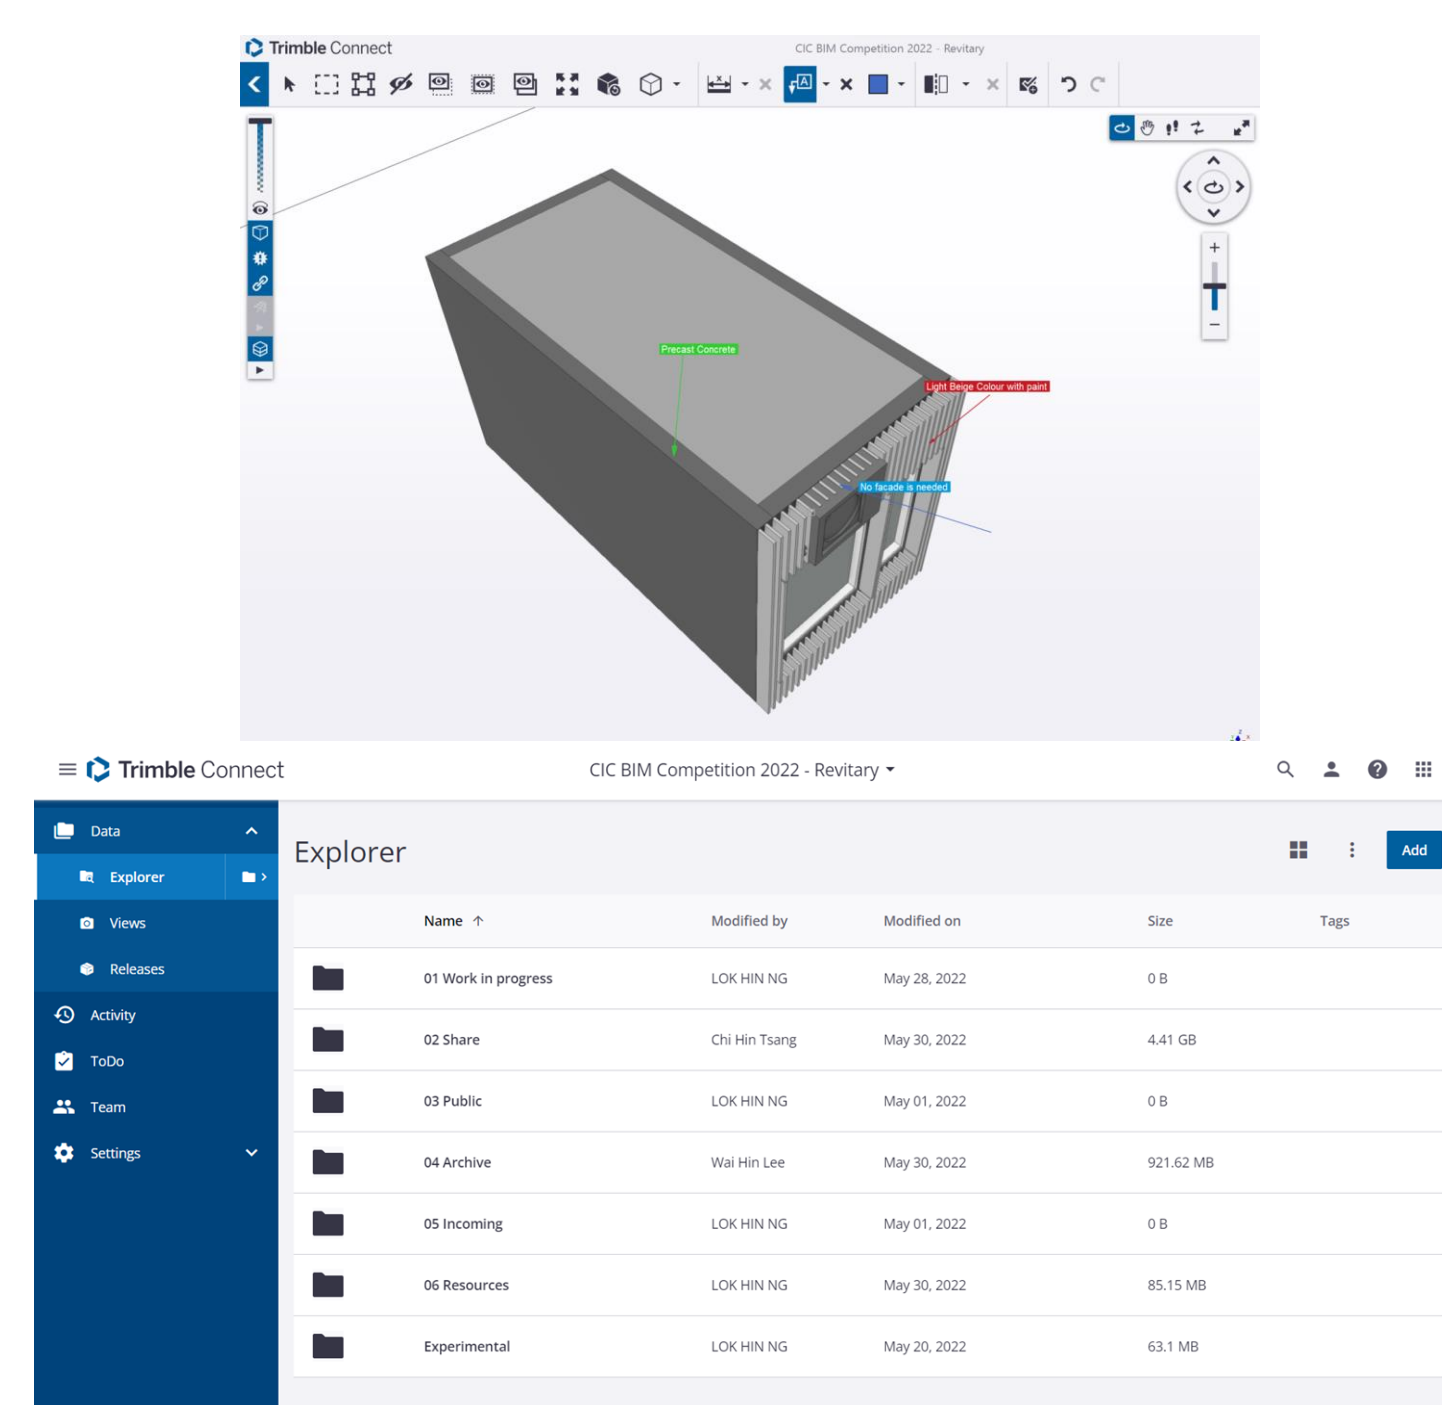 Trimble Connect
CIC BIM Competition 2022 - Revitary
A
Precast Concrete
Light Beige Colour with paint
No facade is needed
Trimble Connect
CIC BIM Competition 2022 - Revitary
Data
Explorer
Views
Releases
Activity
ToDo
Team
Settings
Explorer
Add
Name Modified by Modified on Size Tags
01 Work in progress LOK HIN NG May 28, 2022 0 B
02 Share Chi Hin Tsang May 30, 2022 4.41 GB
03 Public LOK HIN NG May 01, 2022 0 B
04 Archive Wai Hin Lee May 30, 2022 921.62 MB
05 Incoming LOK HIN NG May 01, 2022 0 B
06 Resources LOK HIN NG May 30, 2022 85.15 MB
Experimental LOK HIN NG May 20, 2022 63.1 MB